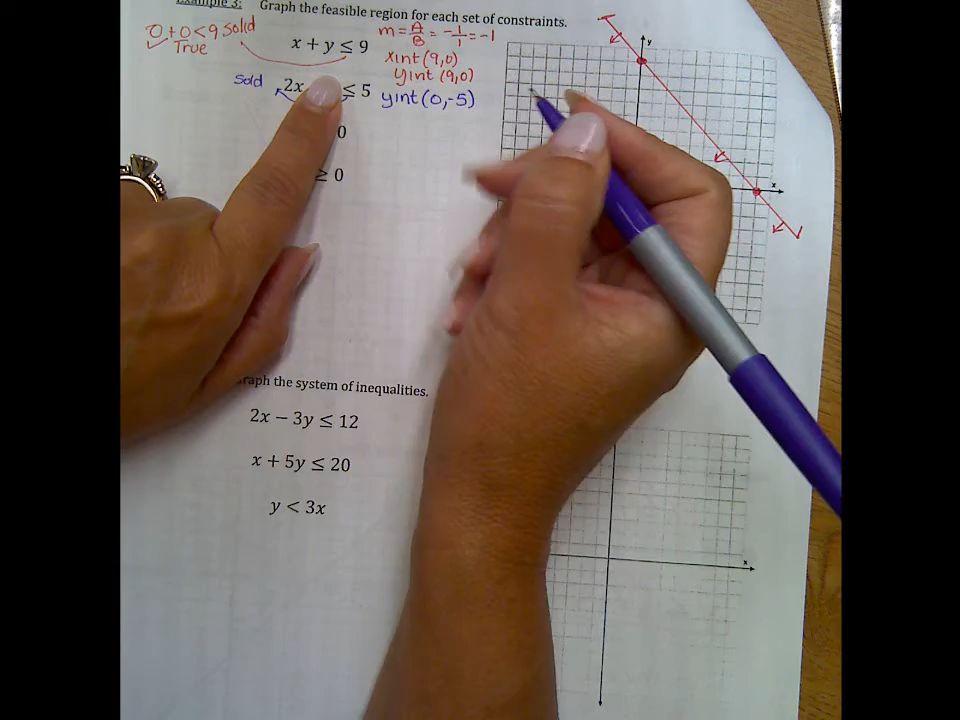 Example 3: Graph the feasible region for each set of constraints.
0+0<9 solid
True
x + y ≤ 9
m = A/B = -1/1 = -1
xint (9,0)
yint (9,0)
Sold
2x ≤ 5
yint (0,-5)
0
≥ 0
y
x
raph the system of inequalities.
2x − 3y ≤ 12
x + 5y ≤ 20
y < 3x
x